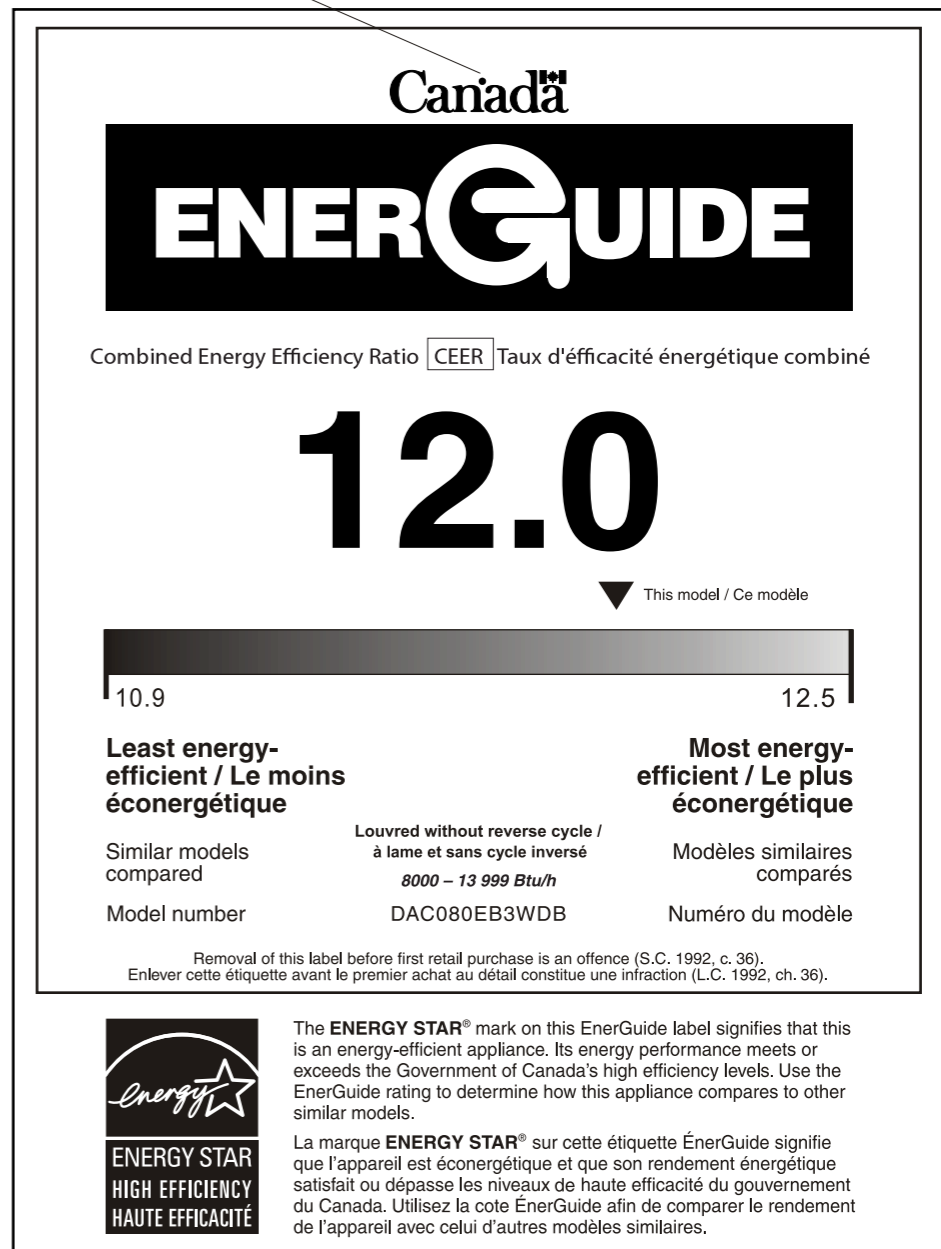 Canada
ENERGUIDE
Combined Energy Efficiency Ratio CEER Taux d'éfficacité énergétique combiné
12.0
This model / Ce modèle
10.9 12.5
Least energy-
efficient / Le moins
éconergétique
Most energy-
efficient / Le plus
éconergétique
Similar models
compared
Louvred without reverse cycle /
à lame et sans cycle inversé
8000 – 13 999 Btu/h
Modèles similaires
comparés
Model number DAC080EB3WDB Numéro du modèle
Removal of this label before first retail purchase is an offence (S.C. 1992, c. 36).
Enlever cette étiquette avant le premier achat au détail constitue une infraction (L.C. 1992, ch. 36).
energy
ENERGY STAR
HIGH EFFICIENCY
HAUTE EFFICACITÉ
The ENERGY STAR® mark on this EnerGuide label signifies that this
is an energy-efficient appliance. Its energy performance meets or
exceeds the Government of Canada's high efficiency levels. Use the
EnerGuide rating to determine how this appliance compares to other
similar models.
La marque ENERGY STAR® sur cette étiquette ÉnerGuide signifie
que l'appareil est éconergétique et que son rendement énergétique
satisfait ou dépasse les niveaux de haute efficacité du gouvernement
du Canada. Utilisez la cote ÉnerGuide afin de comparer le rendement
de l'appareil avec celui d'autres modèles similaires.